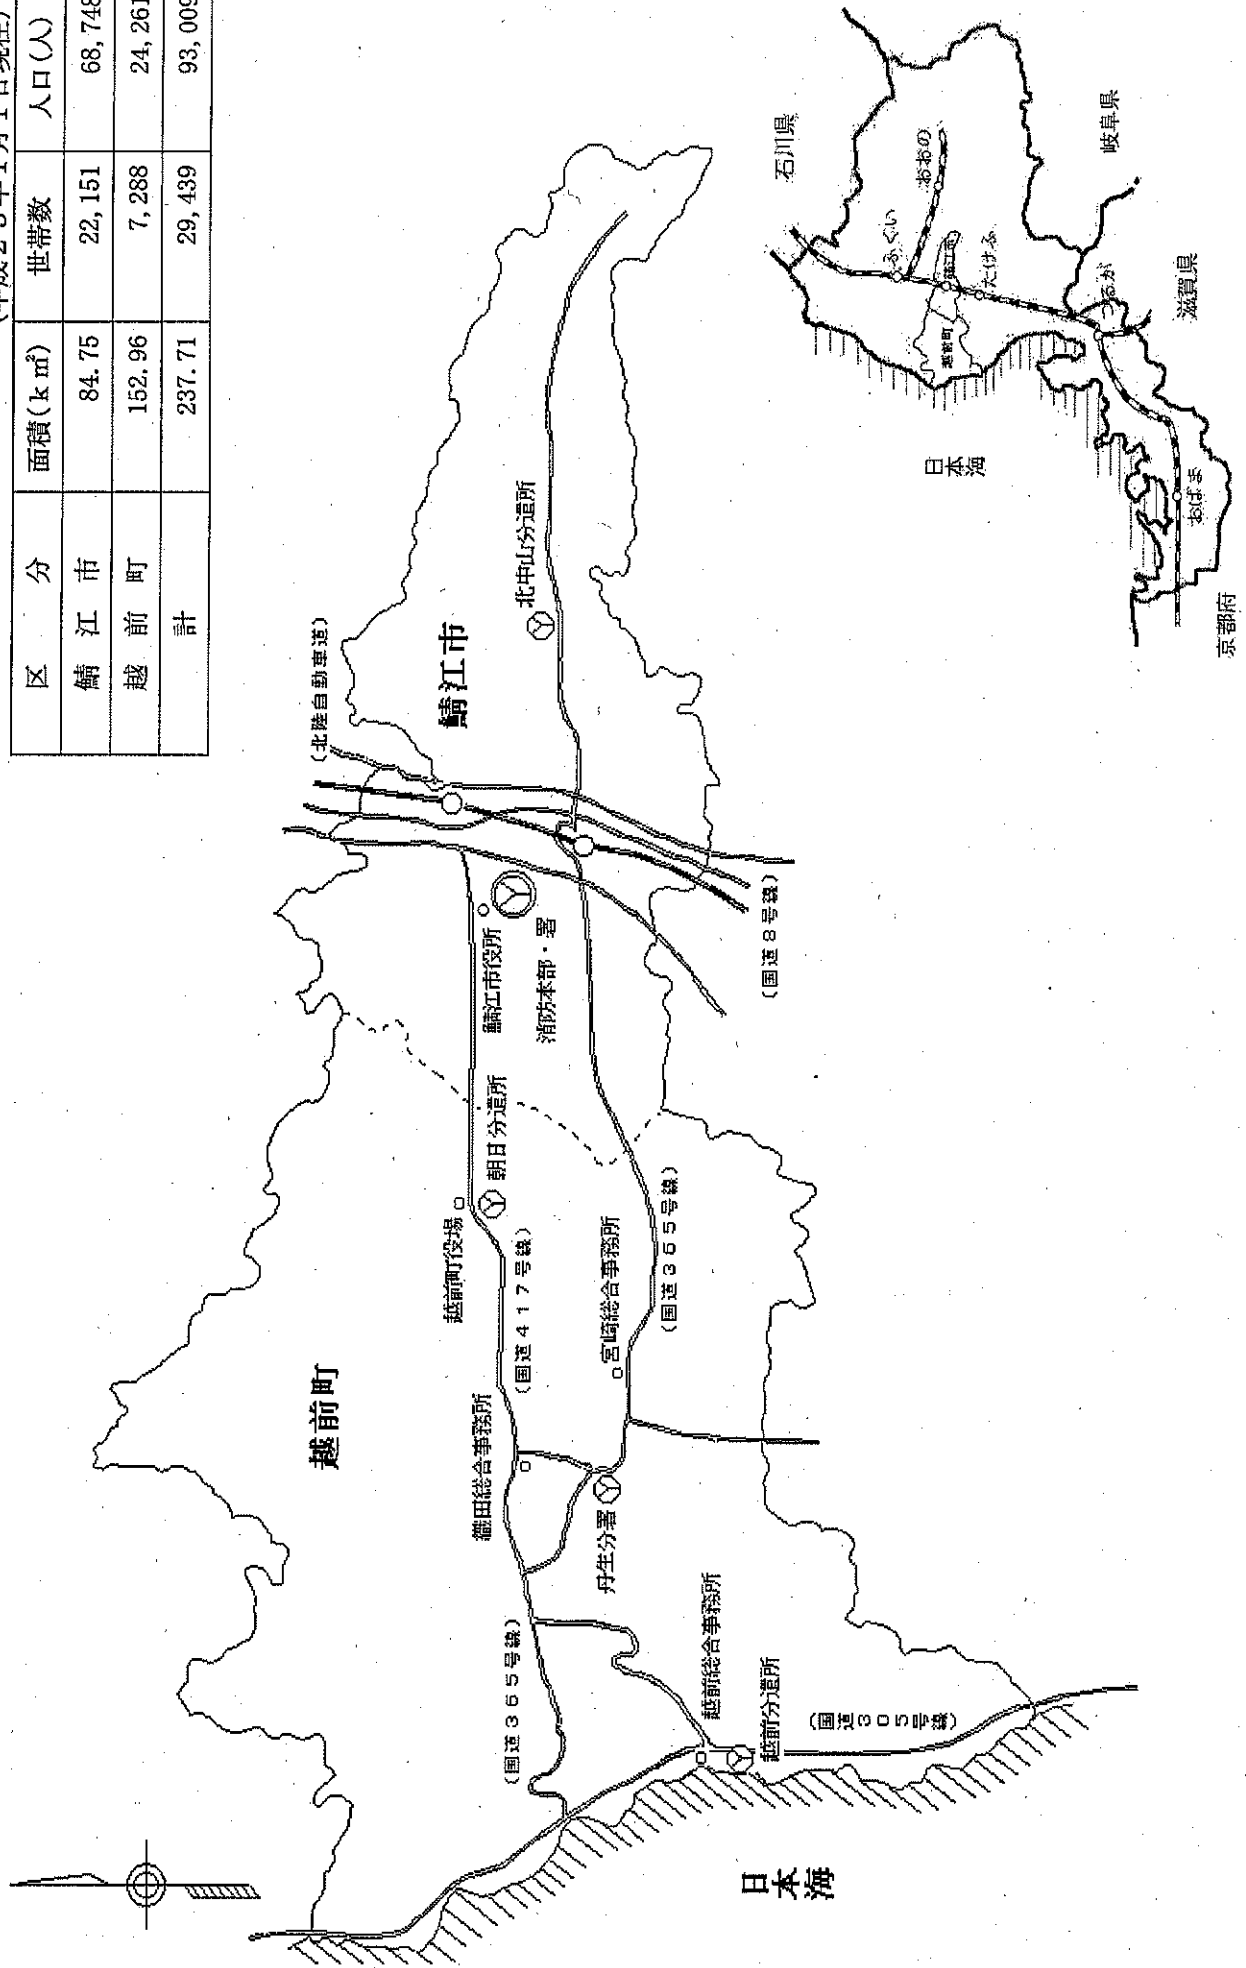 (平成23年1月1日現在)
区　分　面積(k㎡)　世帯数　人口(人)
鯖江市　84.75　22,151　68,748
越前町　152.96　7,288　24,261
計　237.71　29,439　93,009
(北陸自動車道)
鯖江市
北中山分遣所
鯖江市役所
消防本部・署
(国道8号線)
越前町
越前町役場
朝日分遣所
(国道417号線)
織田総合事務所
宮崎総合事務所
(国道365号線)
丹生分署
(国道365号線)
越前総合事務所
越前分遣所
(国道305号線)
日本海
石川県
ふくい
おおの
鯖江市
越前町
たけふ
岐阜県
日本海
つるが
滋賀県
おばま
京都府